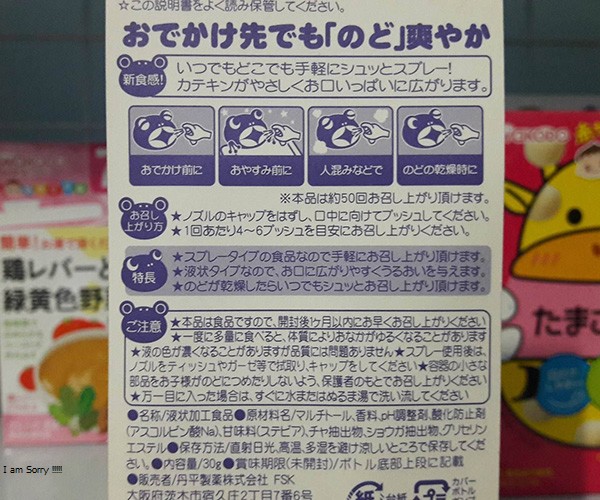 ☆この説明書をよく読み保管してください。
おでかけ先でも「のど」爽やか
新食感!
いつでもどこでも手軽にシュッとスプレー!
カテキンがやさしくお口いっぱいに広がります。
おでかけ前に
おやすみ前に
人混みなどで
のどの乾燥時に
※本品は約50回お召し上がり頂けます。
お召し上がり方
★ノズルのキャップをはずし、口中に向けてプッシュしてください。
★1回あたり4〜6プッシュを目安にお召し上がりください。
特長
★スプレータイプの食品なので手軽にお召し上がり頂けます。
★液状タイプなので、お口に広がりやすくうるおいを与えます。
★のどが乾燥したらいつでもシュッとお召し上がり頂けます。
ご注意
★本品は食品ですので、開封後1ヶ月以内にお早くお召し上がりください
★一度に多量に食べると、体質によりおなかがゆるくなることがあります
★液の色が濃くなることがありますが品質には問題ありません★スプレー使用後は、
ノズルをティッシュやガーゼ等で拭取り、キャップをしてください★容器の小さな
部品をお子様がのどにつめたりしないよう、保護者のもとでお召し上がりください
★万一目に入った場合は、すぐに水またはぬるま湯で洗い流してください。
●名称/液状加工食品●原材料名/マルチトール,香料,pH調整剤,酸化防止剤
(アスコルビン酸Na),甘味料(ステビア),チャ抽出物,ショウガ抽出物,グリセリン
エステル●保存方法/直射日光,高温,多湿を避け涼しいところで保存してくださ
い。●内容量/30g●賞味期限(未開封)/ボトル底部上段に記載
●販売者/丹平製薬株式会社 FSK
大阪府茨木市宿久庄2丁目7番6号
紙
台紙
カバー
ボトル
簡単!
鶏レバーと
緑黄色野
WAKODO
たまご
I am Sorry !!!!!